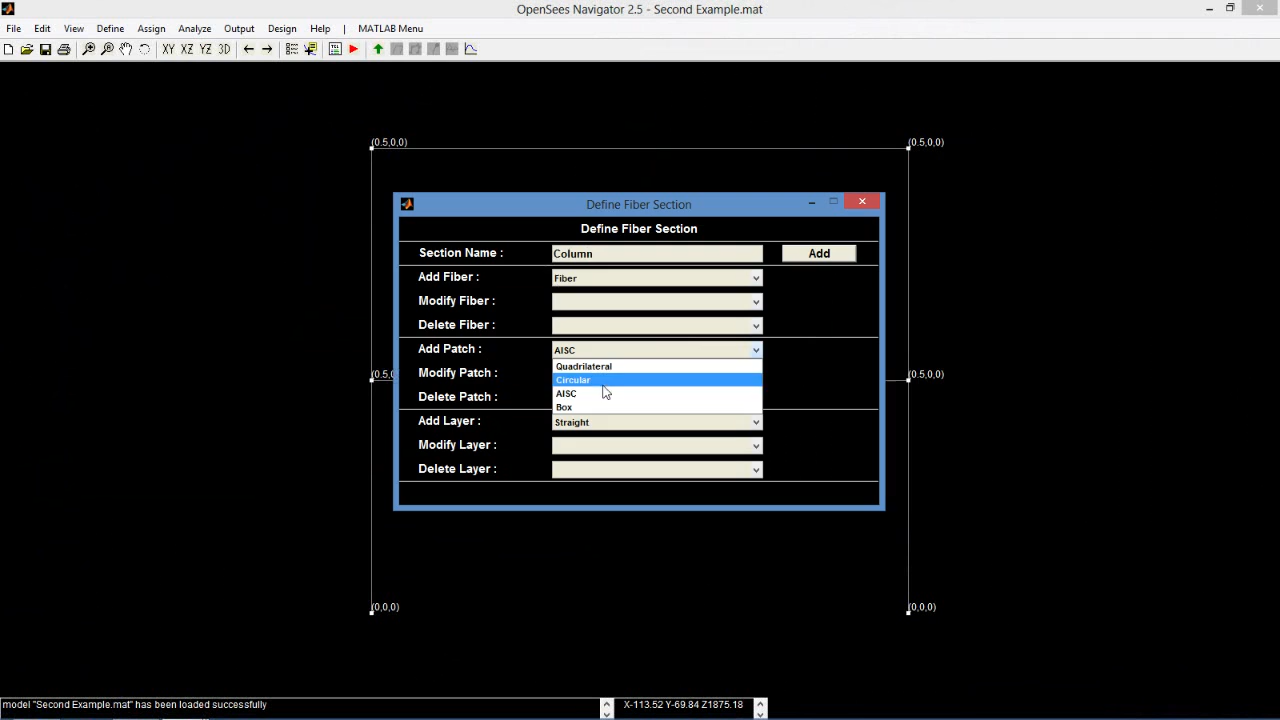 OpenSees Navigator 2.5 - Second Example.mat
File Edit View Define Assign Analyze Output Design Help MATLAB Menu
XY XZ YZ 3D TCL
(0.5,0,0) (0.5,0,0)
Define Fiber Section
Define Fiber Section
Section Name : Column Add
Add Fiber : Fiber
Modify Fiber :
Delete Fiber :
Add Patch : AISC
Quadrilateral
Modify Patch : Circular
(0.5,0 (0.5,0,0)
AISC
Delete Patch : Box
Add Layer : Straight
Modify Layer :
Delete Layer :
(0,0,0) (0,0,0)
model "Second Example.mat" has been loaded successfully X-113.52 Y-69.84 Z1875.18